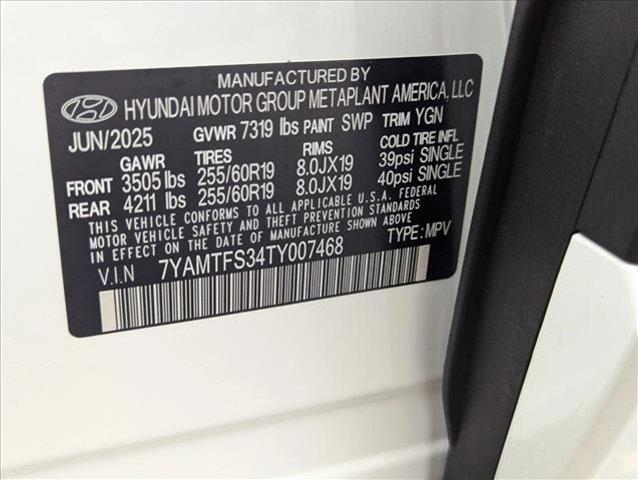 MANUFACTURED BY
HYUNDAI MOTOR GROUP METAPLANT AMERICA, LLC
JUN/2025 GVWR 7319 lbs PAINT SWP TRIM YGN
GAWR TIRES RIMS COLD TIRE INFL
FRONT 3505 lbs 255/60R19 8.0JX19 39psi SINGLE
REAR 4211 lbs 255/60R19 8.0JX19 40psi SINGLE
THIS VEHICLE CONFORMS TO ALL APPLICABLE U.S.A. FEDERAL
MOTOR VEHICLE SAFETY AND THEFT PREVENTION STANDARDS
IN EFFECT ON THE DATE OF MANUFACTURE SHOWN ABOVE
V.I.N 7YAMTFS34TY007468 TYPE: MPV